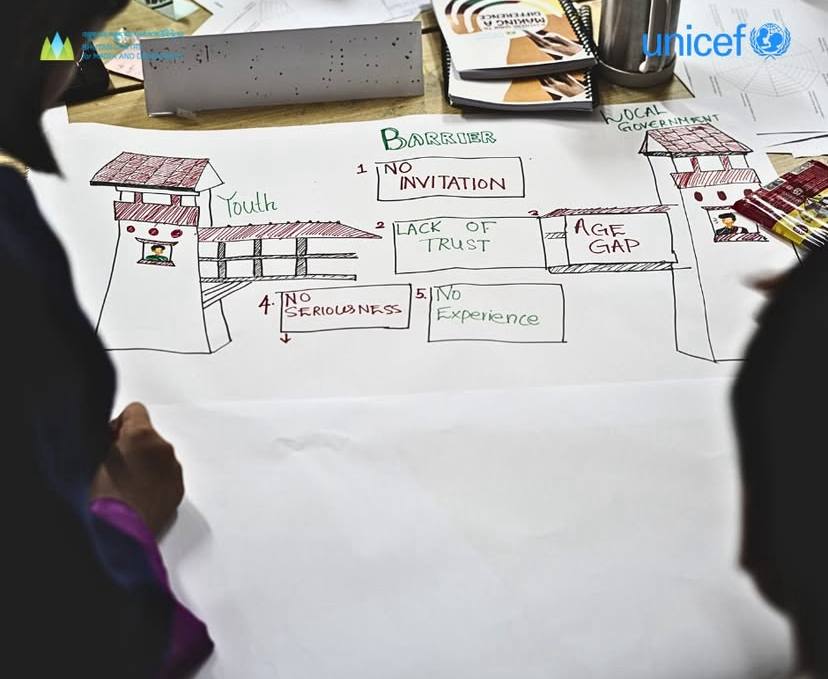 unicef
MAKING A
DIFFERENCE
BARRIER
LOCAL
GOVERNMENT
Youth
1 NO
INVITATION
2 LACK OF
TRUST
3 AGE
GAP
4. NO
SERIOUSNESS
5. No
Experience